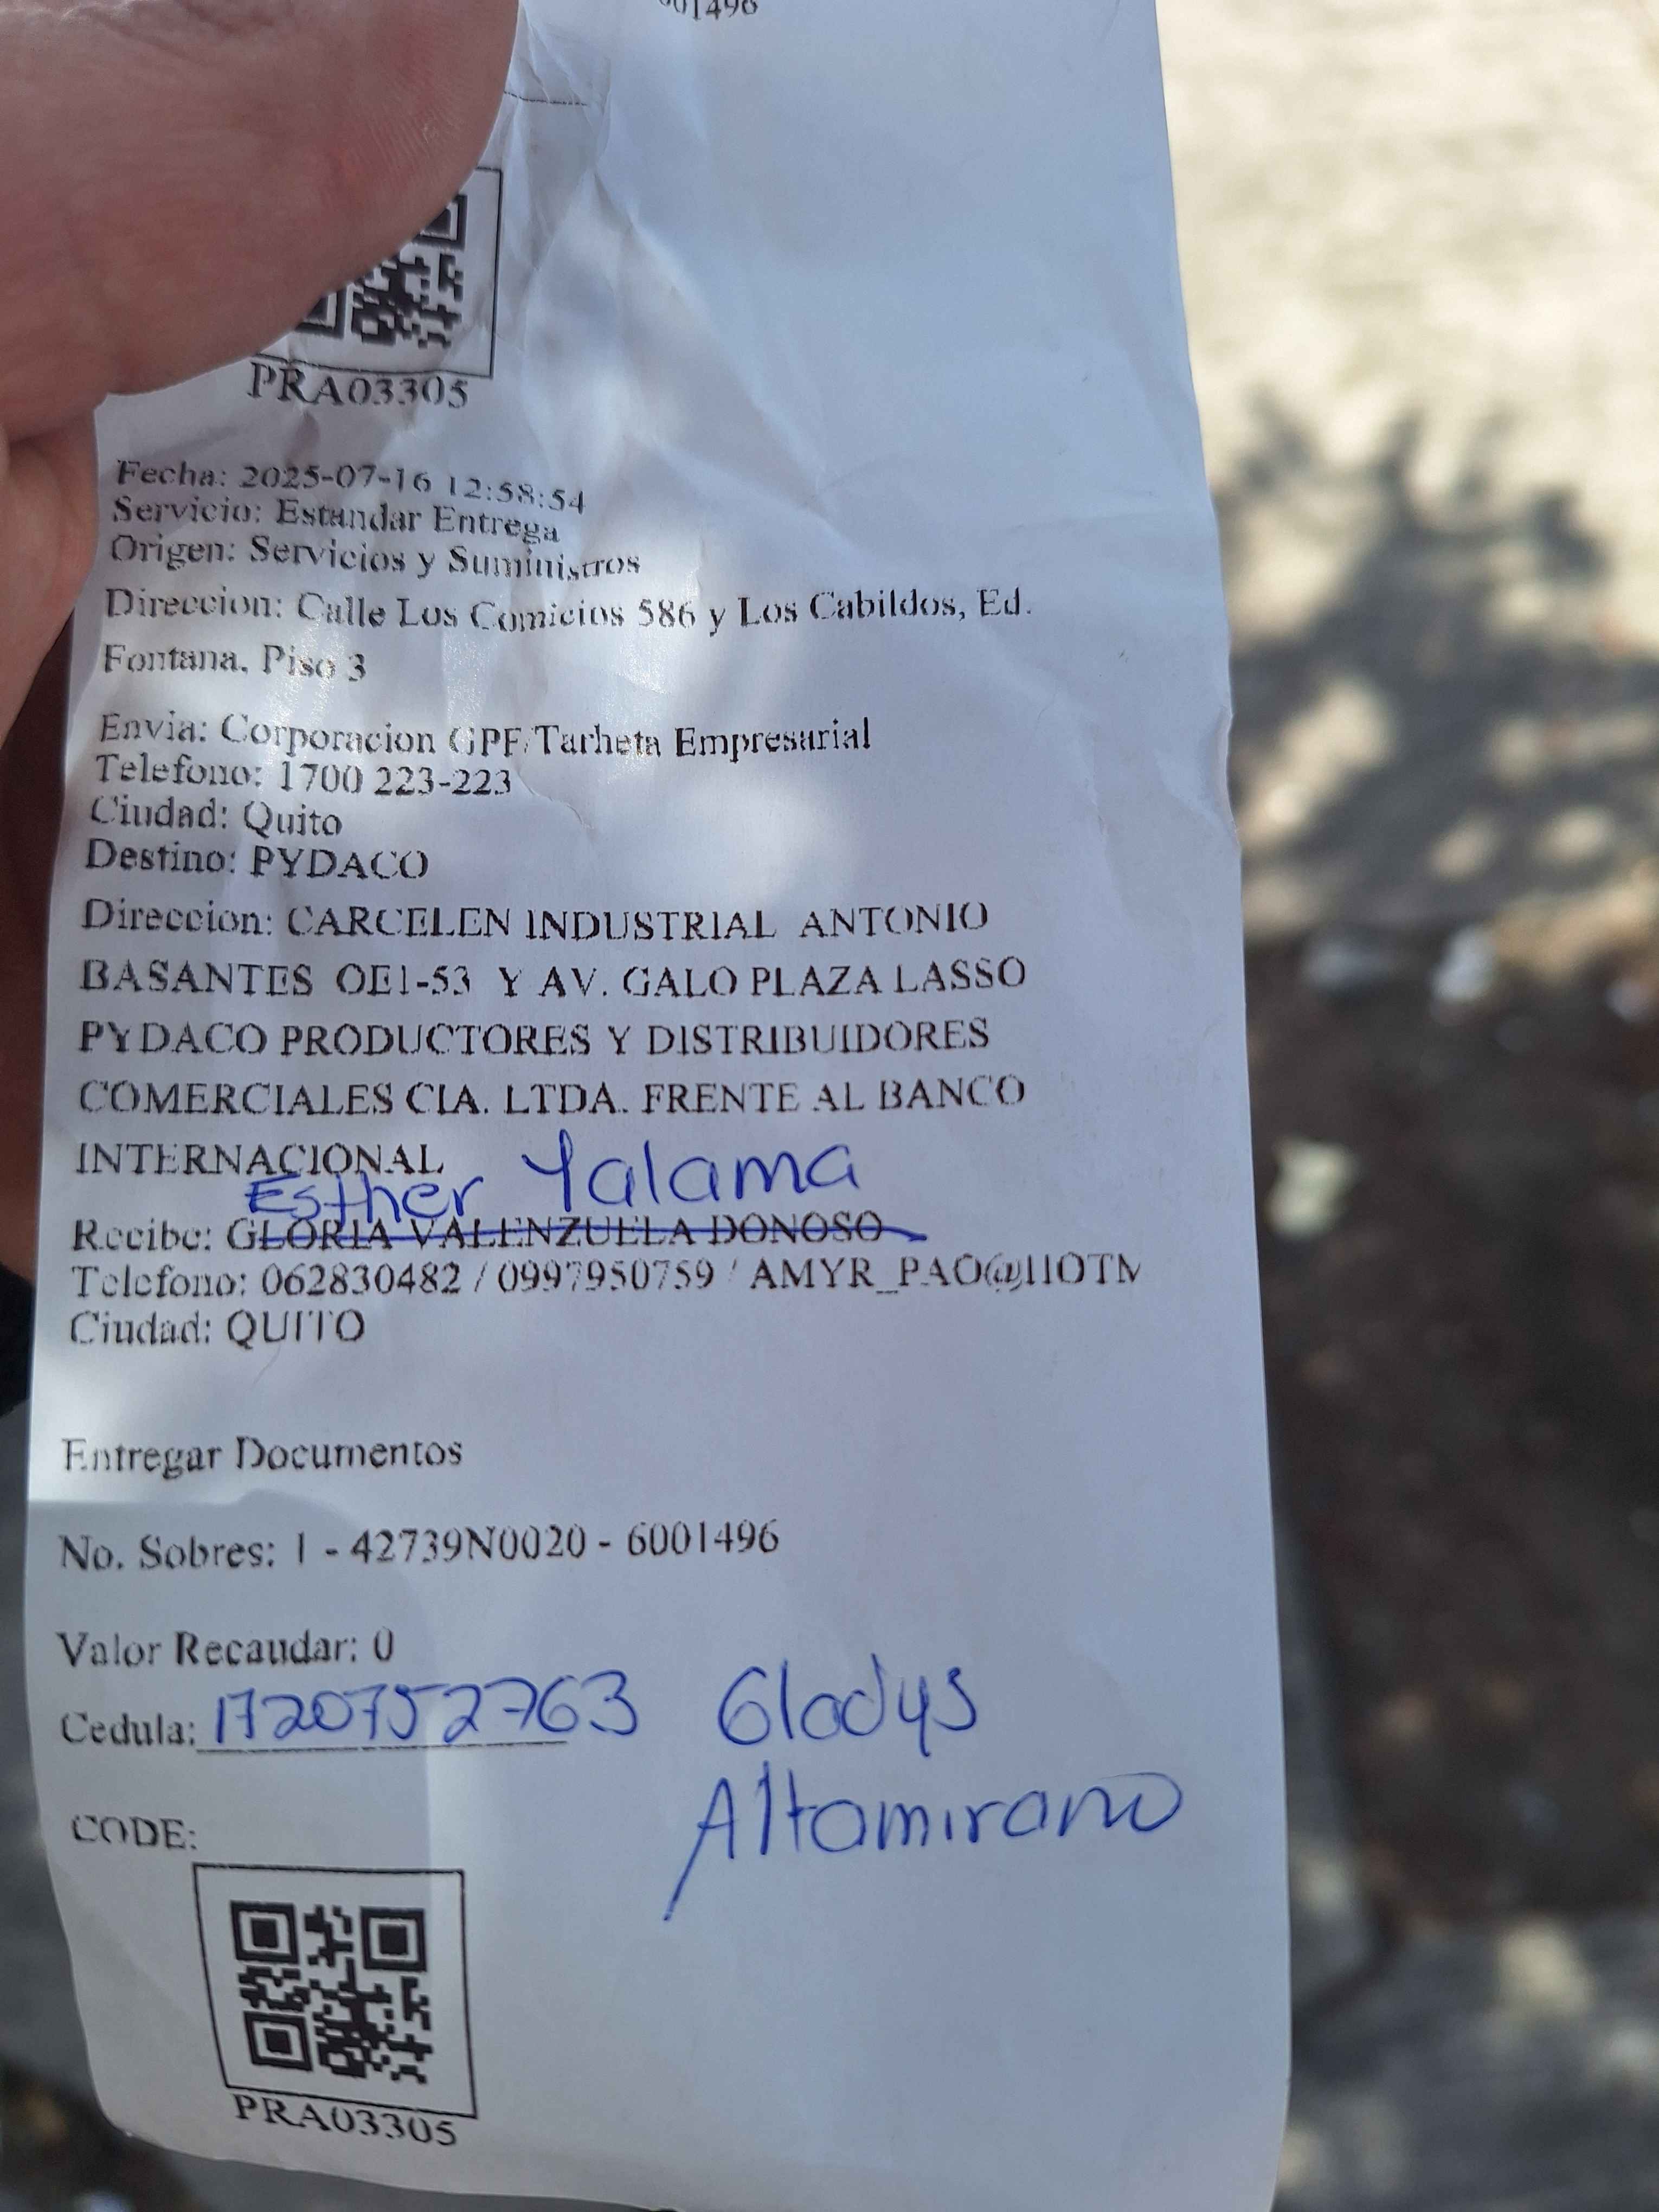 001496
PRA03305
Fecha: 2025-07-16 12:58:54
Servicio: Estandar Entrega
Origen: Servicios y Suministros
Direccion: Calle Los Comicios 586 y Los Cabildos, Ed.
Fontana, Piso 3
Envia: Corporacion GPF/Tarheta Empresarial
Telefono: 1700 223-223
Ciudad: Quito
Destino: PYDACO
Direccion: CARCELEN INDUSTRIAL ANTONIO
BASANTES OE1-53 Y AV. GALO PLAZA LASSO
PYDACO PRODUCTORES Y DISTRIBUIDORES
COMERCIALES CIA. LTDA. FRENTE AL BANCO
INTERNACIONAL
Esther Yalama
Recibe: GLORIA VALENZUELA DONOSO
Telefono: 062830482 / 0997950759 / AMYR_PAO@HOTM
Ciudad: QUITO
Entregar Documentos
No. Sobres: 1 - 42739N0020 - 6001496
Valor Recaudar: 0
Cedula: 1720752763 Gladys
Altamirano
CODE:
PRA03305